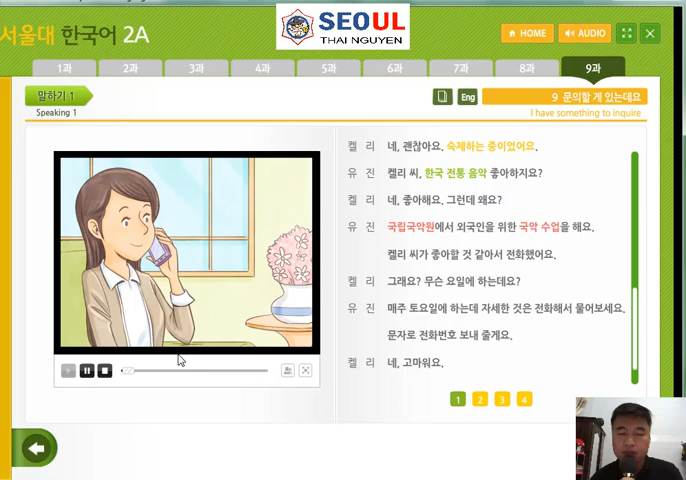 서울대 한국어 2A
SEOUL
THAI NGUYEN
HOME
AUDIO
1과
2과
3과
4과
5과
6과
7과
8과
9과
말하기 1
Speaking 1
Eng
9 문의할 게 있는데요
I have something to inquire
켈 리 네, 괜찮아요. 숙제하는 중이었어요.
유 진 켈리 씨, 한국 전통 음악 좋아하지요?
켈 리 네, 좋아해요. 그런데 왜요?
유 진 국립국악원에서 외국인을 위한 국악 수업을 해요.
켈리 씨가 좋아할 것 같아서 전화했어요.
켈 리 그래요? 무슨 요일에 하는데요?
유 진 매주 토요일에 하는데 자세한 것은 전화해서 물어보세요.
문자로 전화번호 보내 줄게요.
켈 리 네, 고마워요.
1 2 3 4